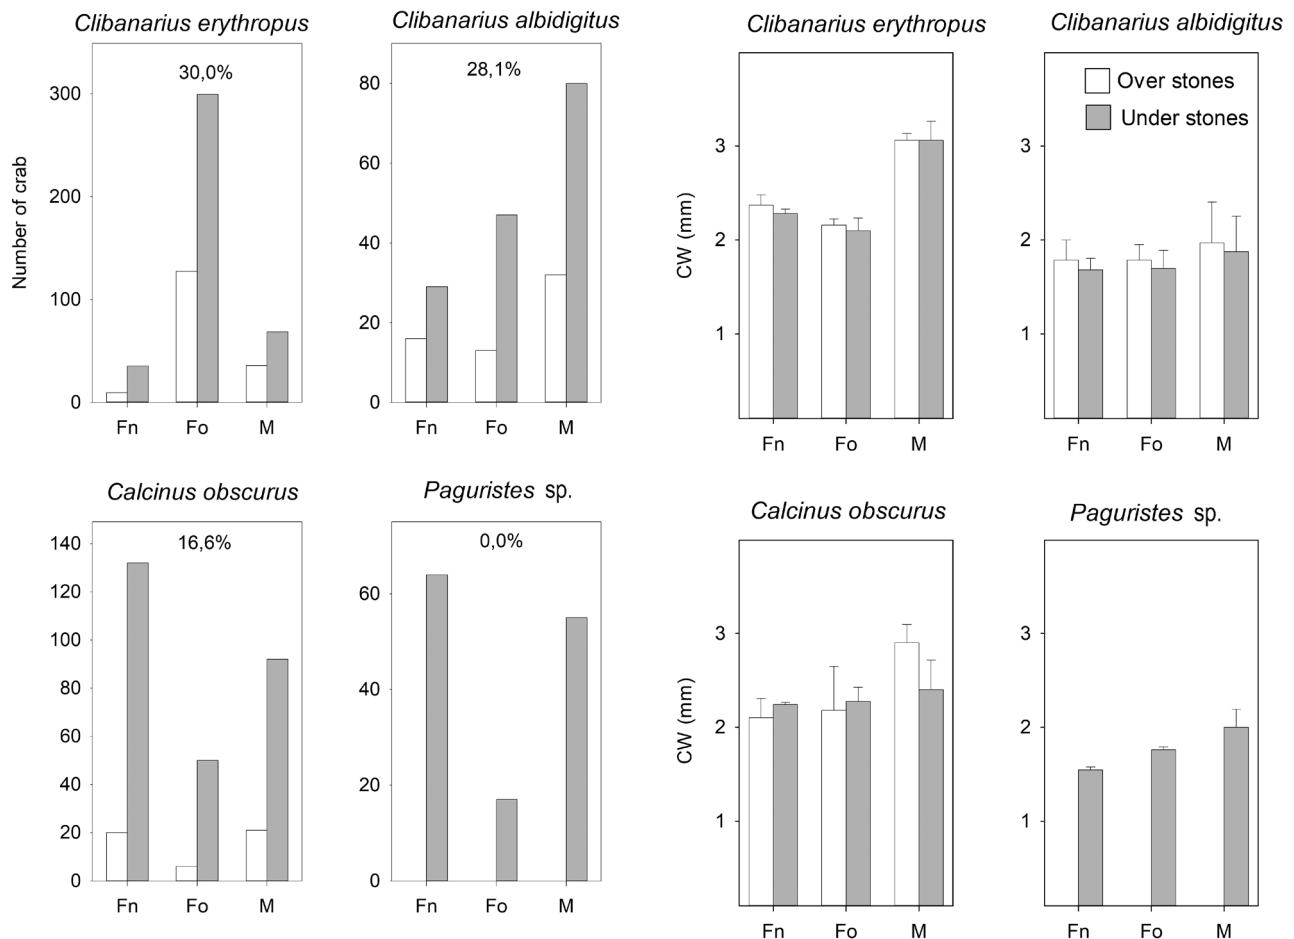 Clibanarius erythropus
30,0%
Number of crab
300
200
100
0
Fn Fo M
Clibanarius albidigitus
28,1%
80
60
40
20
0
Fn Fo M
Clibanarius erythropus
CW (mm)
3
2
1
Fn Fo M
Clibanarius albidigitus
Over stones
Under stones
3
2
1
Fn Fo M
Calcinus obscurus
16,6%
140
120
100
80
60
40
20
0
Fn Fo M
Paguristes sp.
0,0%
60
40
20
0
Fn Fo M
Calcinus obscurus
CW (mm)
3
2
1
Fn Fo M
Paguristes sp.
3
2
1
Fn Fo M